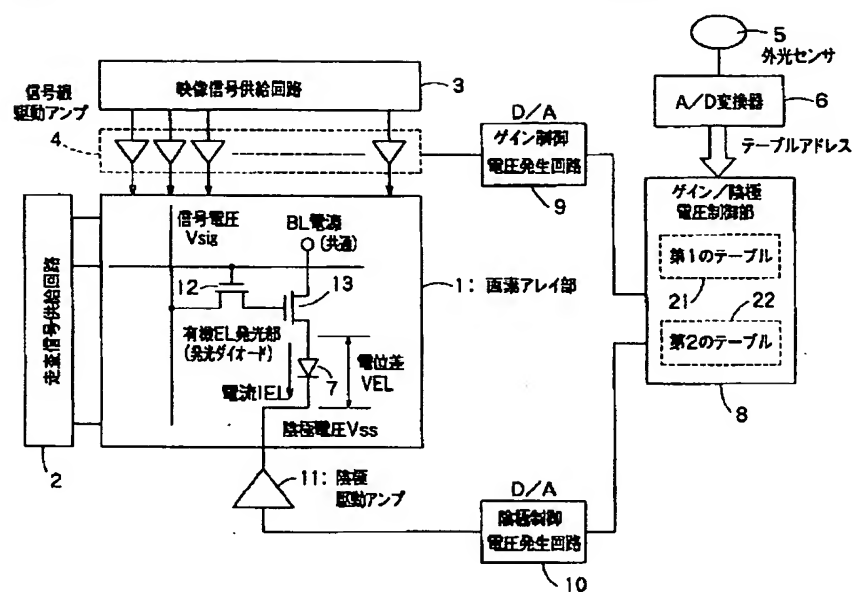 5
外光センサ
映像信号供給回路
3
信号線
駆動アンプ
4
A/D変換器
6
D/A
ゲイン制御
電圧発生回路
9
テーブルアドレス
ゲイン/陰極
電圧制御部
第1のテーブル
21
22
第2のテーブル
8
走査信号供給回路
2
信号電圧
Vsig
BL電源
(共通)
12
13
1: 画素アレイ部
有機EL発光部
(発光ダイオード)
7
電流IEL
電位差
VEL
陰極電圧Vss
11: 陰極
駆動アンプ
D/A
陰極制御
電圧発生回路
10